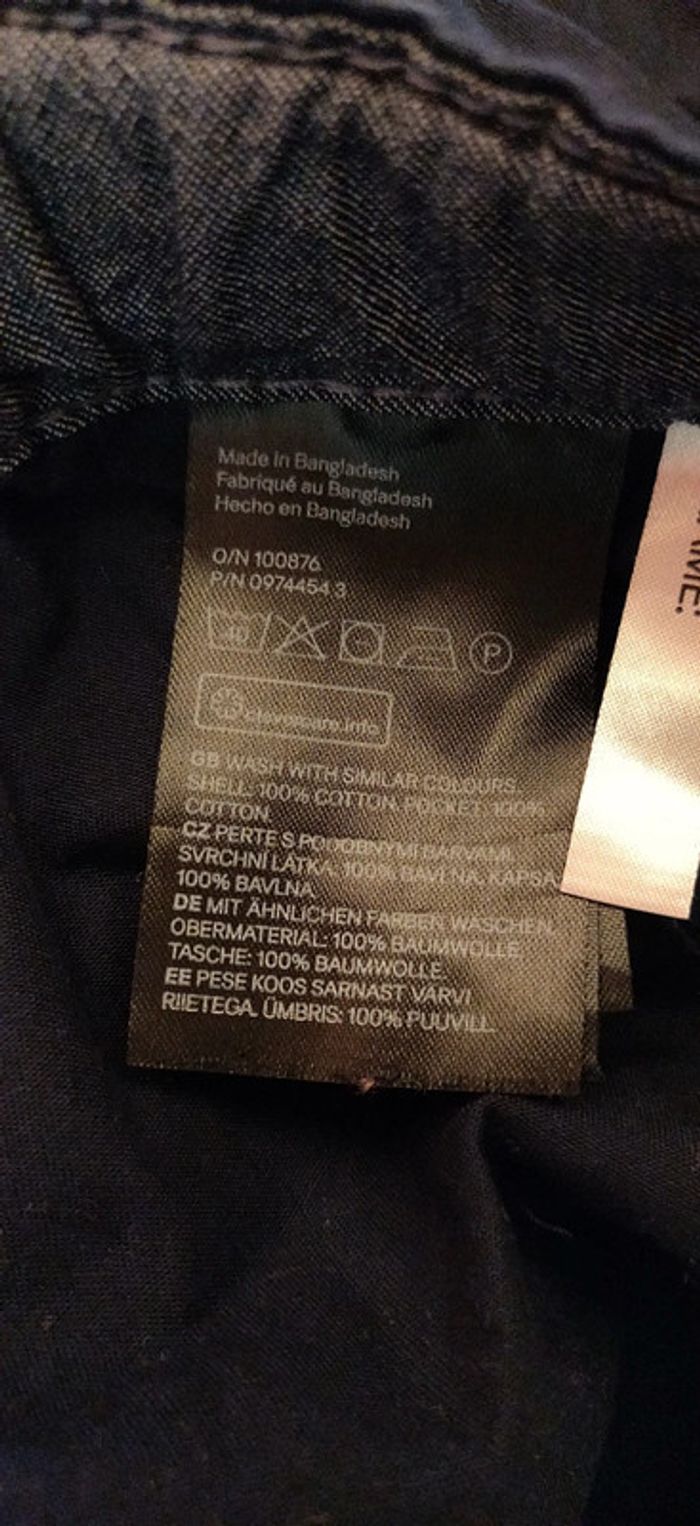 Made in Bangladesh
Fabriqué au Bangladesh
Hecho en Bangladesh
O/N 100876
P/N 0974454 3
40
P
clevercare.info
GB WASH WITH SIMILAR COLOURS.
SHELL: 100% COTTON. POCKET: 100%
COTTON.
CZ PERTE S PODOBNÝMI BARVAMI.
SVRCHNÍ LÁTKA: 100% BAVLNA. KAPSA:
100% BAVLNA.
DE MIT ÄHNLICHEN FARBEN WASCHEN.
OBERMATERIAL: 100% BAUMWOLLE.
TASCHE: 100% BAUMWOLLE.
EE PESE KOOS SARNAST VÄRVI
RIIETEGA. ÜMBRIS: 100% PUUVILL.